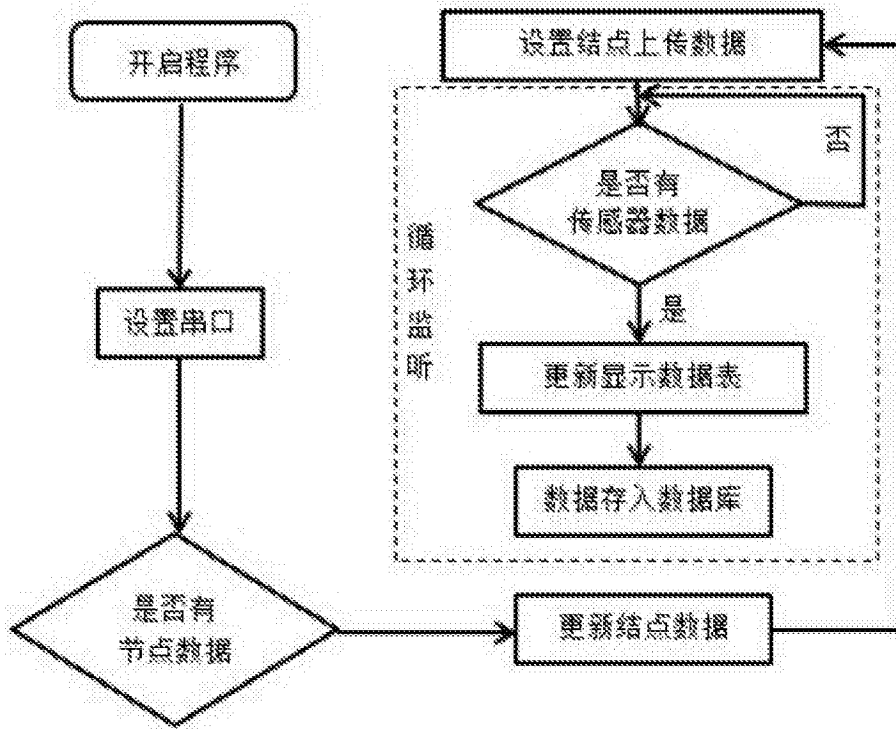 开启程序
设置串口
是否有
节点数据
更新结点数据
设置结点上传数据
是否有
传感器数据
否
是
更新显示数据表
数据存入数据库
循
环
监
听